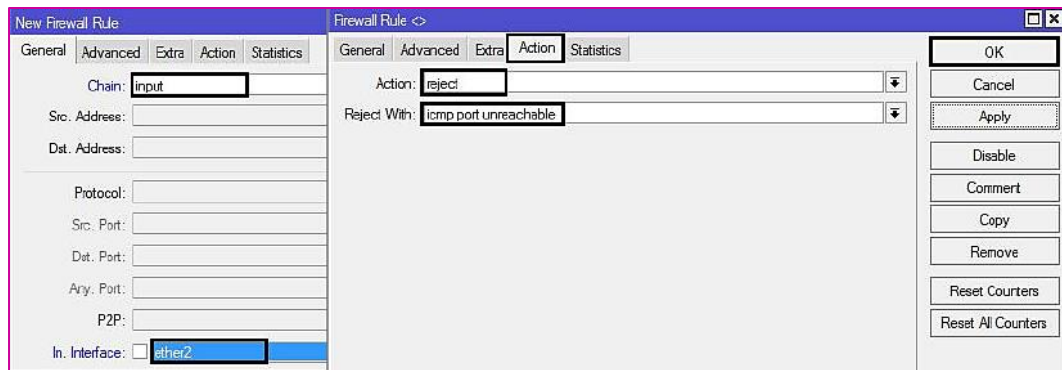 New Firewall Rule
General Advanced Extra Action Statistics
Chain: input
Src. Address:
Dst. Address:
Protocol:
Src. Port:
Dst. Port:
Any. Port:
P2P:
In. Interface: ether2
Firewall Rule <>
General Advanced Extra Action Statistics
Action: reject
Reject With: icmp port unreachable
OK
Cancel
Apply
Disable
Comment
Copy
Remove
Reset Counters
Reset All Counters